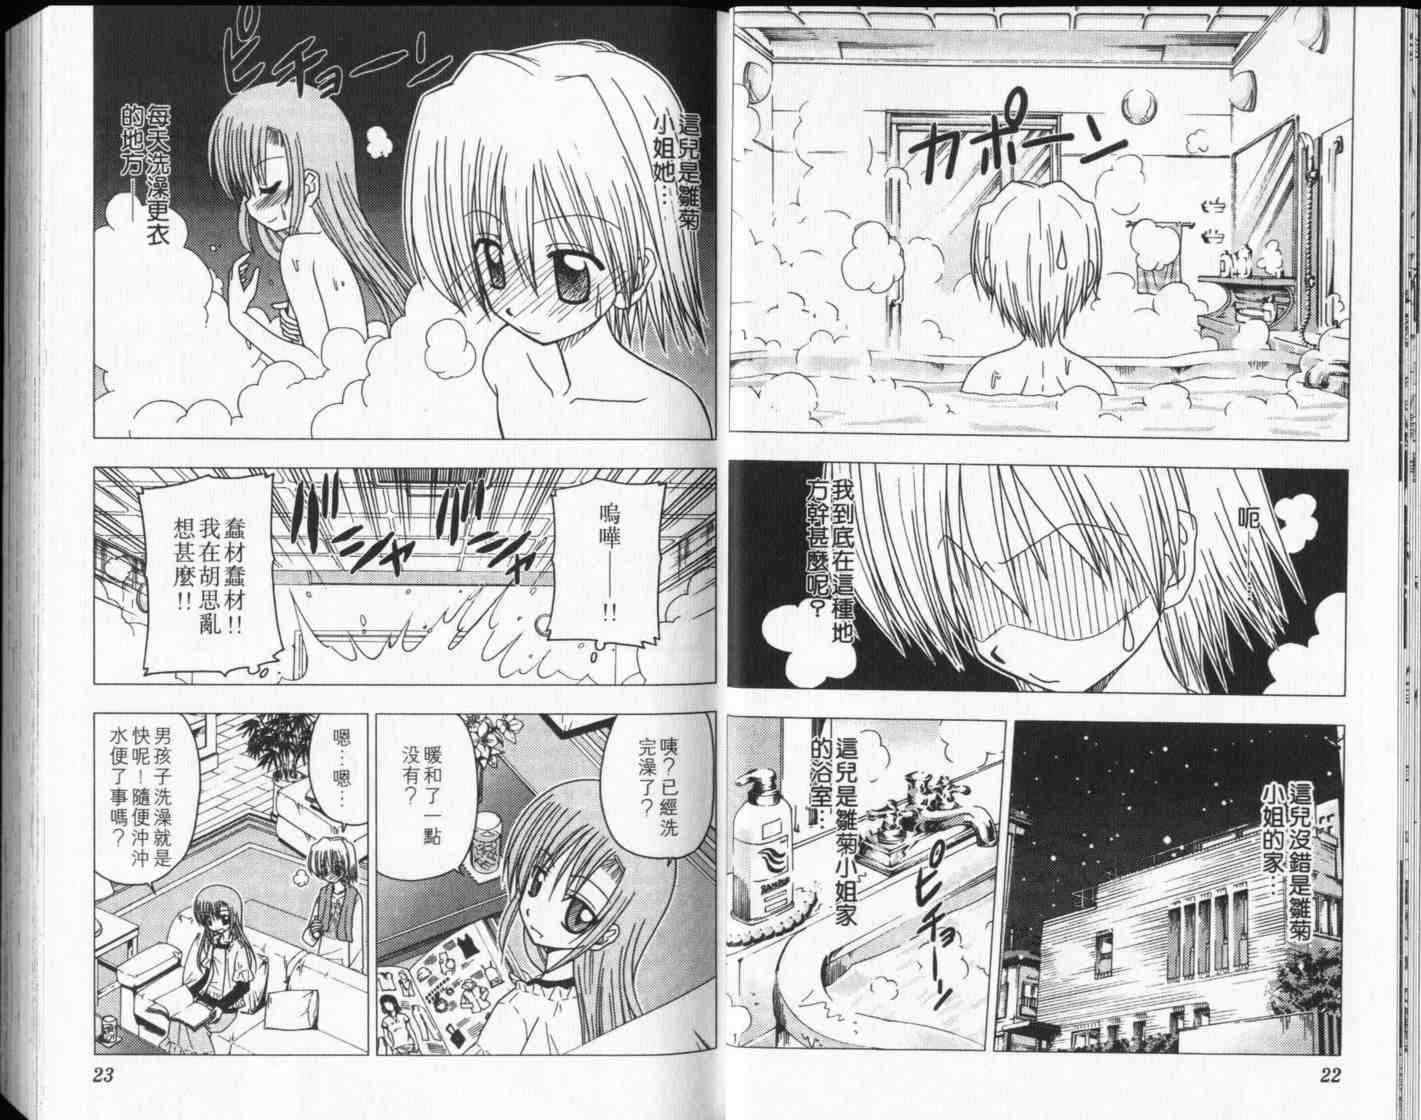 カポーン
呃……
我到底在這種地
方幹甚麼呢？
這兒沒錯是雛菊
小姐的家…
這兒是雛菊小姐家
的浴室…
ピチョーン
22
這兒是雛菊
小姐她…
ピチョーン
每天洗澡更衣
的地方——
嗚嘩——!!
バシャバシャ
蠢材蠢材!!
我在胡思亂
想甚麼!!
咦？已經洗
完澡了？
暖和了一點
沒有？
嗯…嗯…
男孩子洗澡就是
快呢！隨便沖沖
水便了事嗎？
23